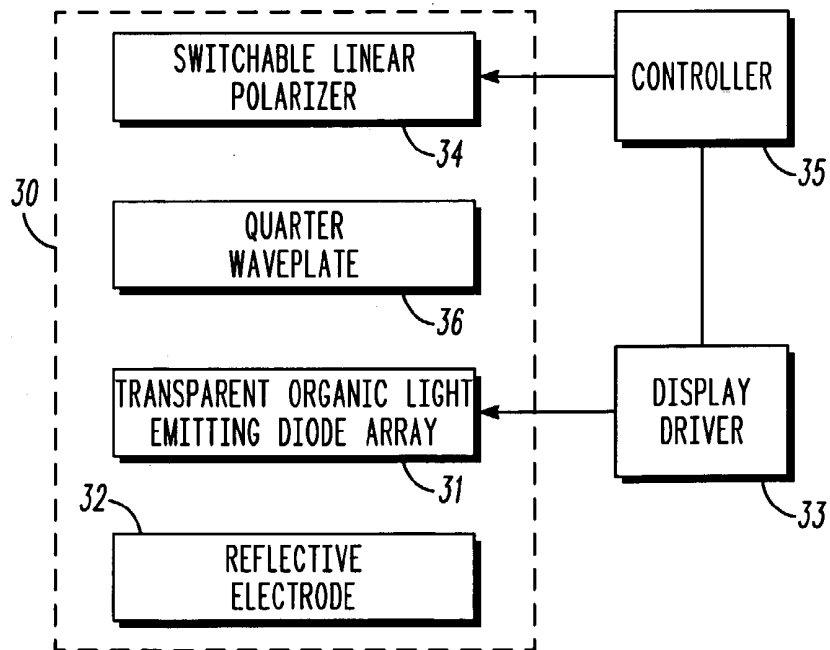 SWITCHABLE LINEAR
POLARIZER
34
CONTROLLER
35
30
QUARTER
WAVEPLATE
36
TRANSPARENT ORGANIC LIGHT
EMITTING DIODE ARRAY
31
DISPLAY
DRIVER
33
32
REFLECTIVE
ELECTRODE